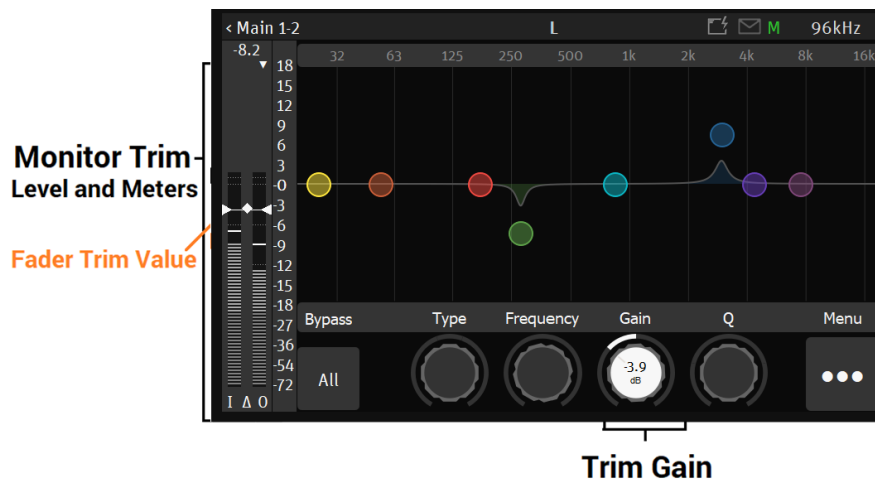 < Main 1-2 L M 96kHz
-8.2
32 63 125 250 500 1k 2k 4k 8k 16k
18
15
12
9
6
3
-0
-3
-6
-9
-12
-15
-18
-27
-36
-54
-72
I Δ O
Monitor Trim
Level and Meters
Fader Trim Value
Bypass Type Frequency Gain Q Menu
All
-3.9
dB
Trim Gain